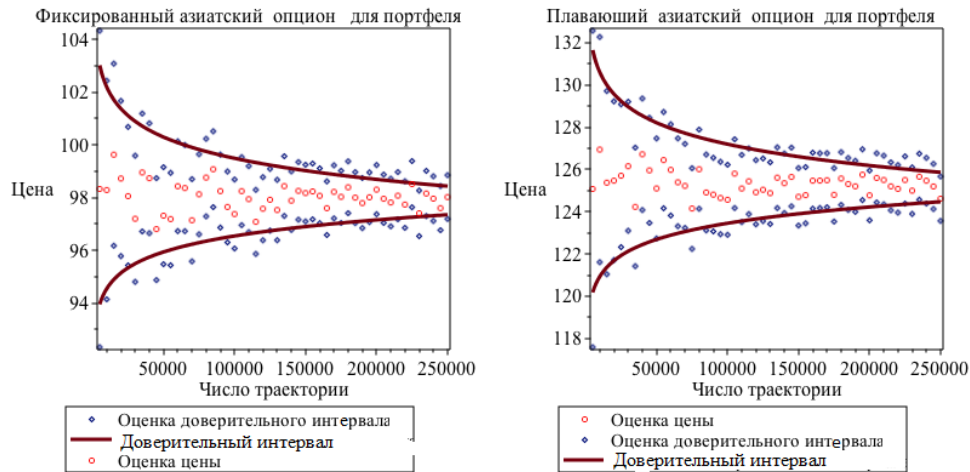 Фиксированный азиатский опцион для портфеля
104
102
100
98
96
94
Цена
50000 100000 150000 200000 250000
Число траектории
Оценка доверительного интервала
Доверительный интервал
Оценка цены
Плаваюший азиатский опцион для портфеля
132
130
128
126
124
122
120
118
Цена
50000 100000 150000 200000 250000
Число траектории
Оценка цены
Оценка доверительного интервала
Доверительный интервал